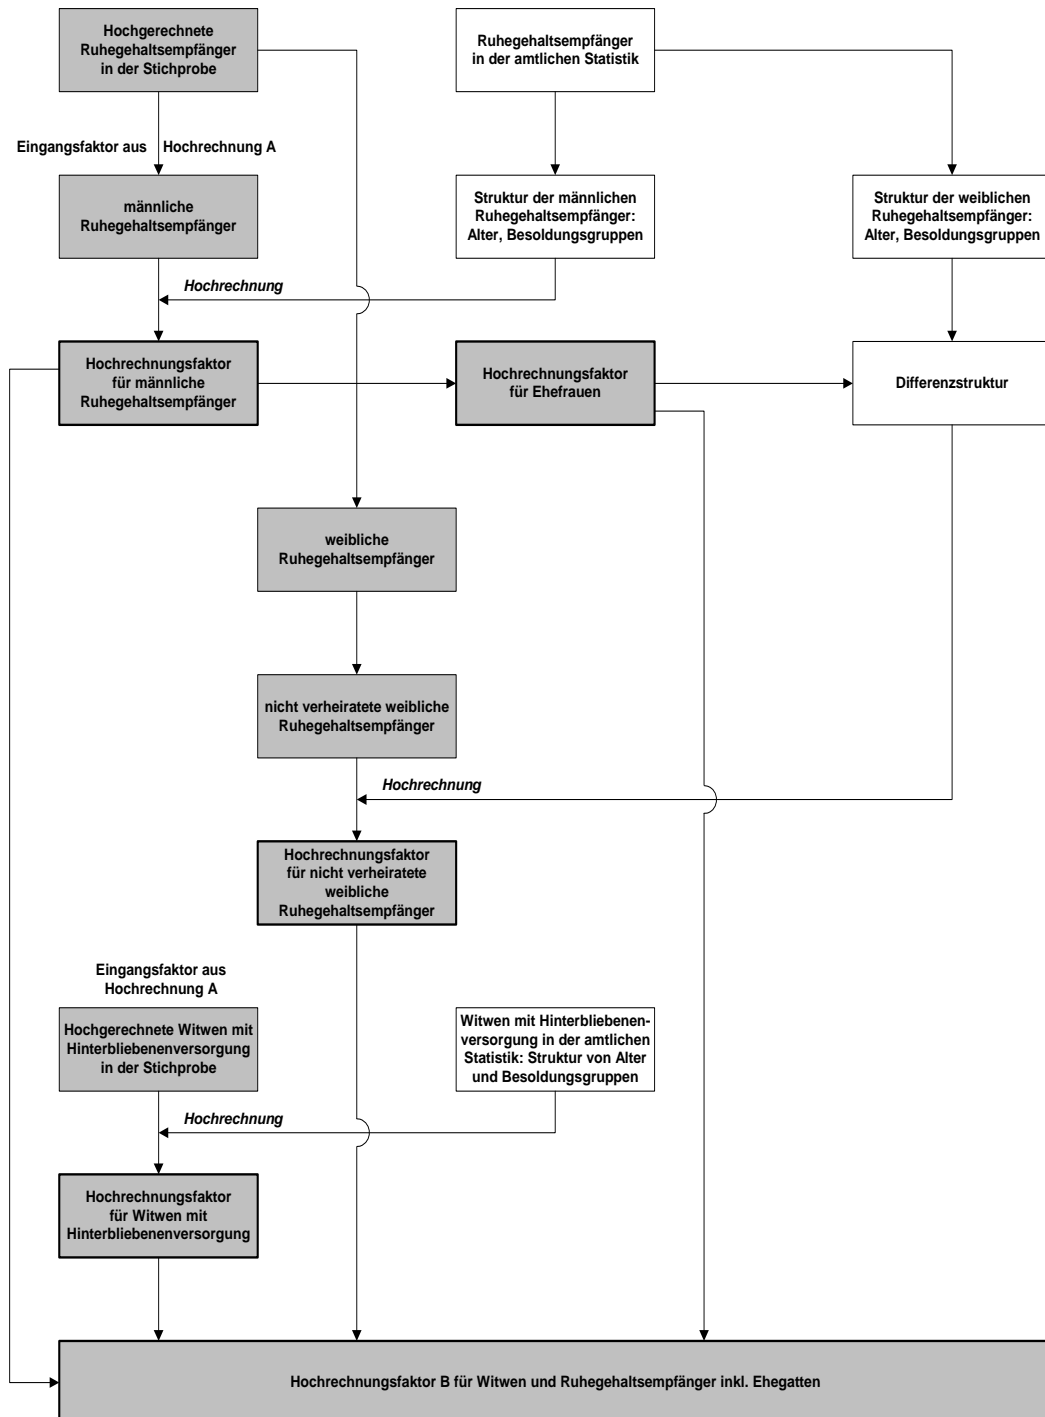 Hochgerechnete
Ruhegehaltsempfänger
in der Stichprobe
Ruhegehaltsempfänger
in der amtlichen Statistik
Eingangsfaktor aus Hochrechnung A
männliche
Ruhegehaltsempfänger
Struktur der männlichen
Ruhegehaltsempfänger:
Alter, Besoldungsgruppen
Struktur der weiblichen
Ruhegehaltsempfänger:
Alter, Besoldungsgruppen
Hochrechnung
Hochrechnungsfaktor
für männliche
Ruhegehaltsempfänger
Hochrechnungsfaktor
für Ehefrauen
Differenzstruktur
weibliche
Ruhegehaltsempfänger
nicht verheiratete weibliche
Ruhegehaltsempfänger
Hochrechnung
Hochrechnungsfaktor
für nicht verheiratete
weibliche
Ruhegehaltsempfänger
Eingangsfaktor aus
Hochrechnung A
Hochgerechnete Witwen mit
Hinterbliebenenversorgung
in der Stichprobe
Witwen mit Hinterbliebenen-
versorgung in der amtlichen
Statistik: Struktur von Alter
und Besoldungsgruppen
Hochrechnung
Hochrechnungsfaktor
für Witwen mit
Hinterbliebenenversorgung
Hochrechnungsfaktor B für Witwen und Ruhegehaltsempfänger inkl. Ehegatten